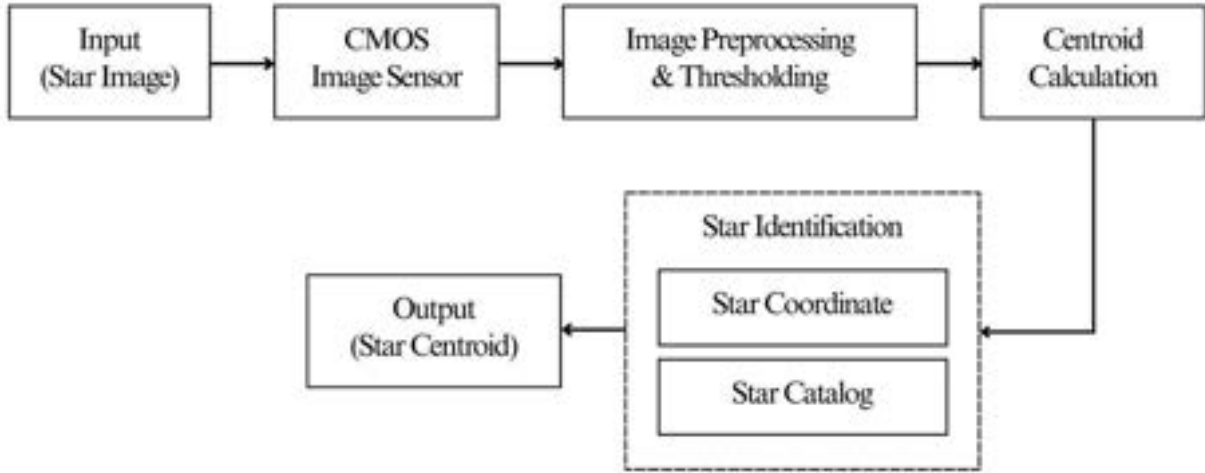 Input
(Star Image)
CMOS
Image Sensor
Image Preprocessing
& Thresholding
Centroid
Calculation
Star Identification
Star Coordinate
Star Catalog
Output
(Star Centroid)